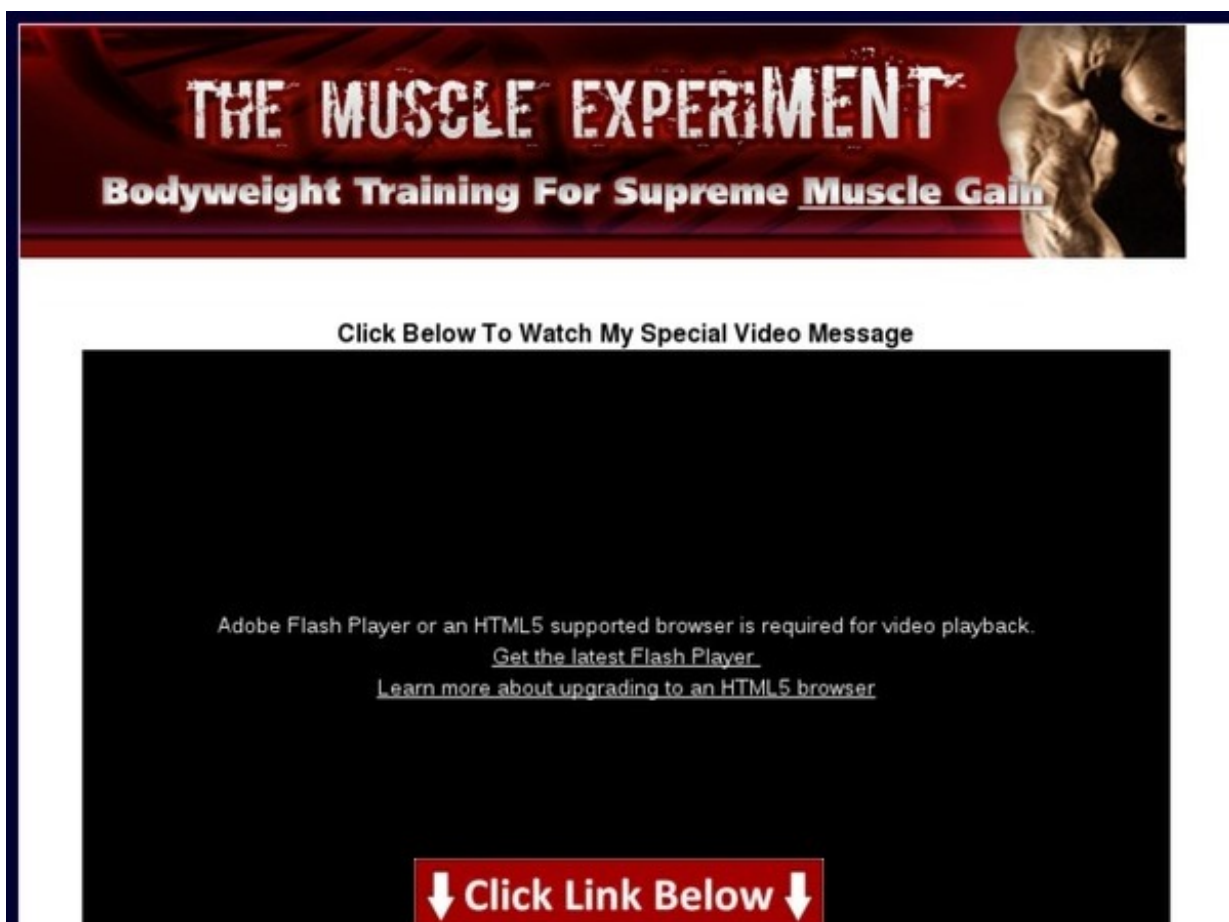 THE MUSCLE EXPERiMENT
Bodyweight Training For Supreme Muscle Gain
Click Below To Watch My Special Video Message
Adobe Flash Player or an HTML5 supported browser is required for video playback.
Get the latest Flash Player
Learn more about upgrading to an HTML5 browser
Click Link Below